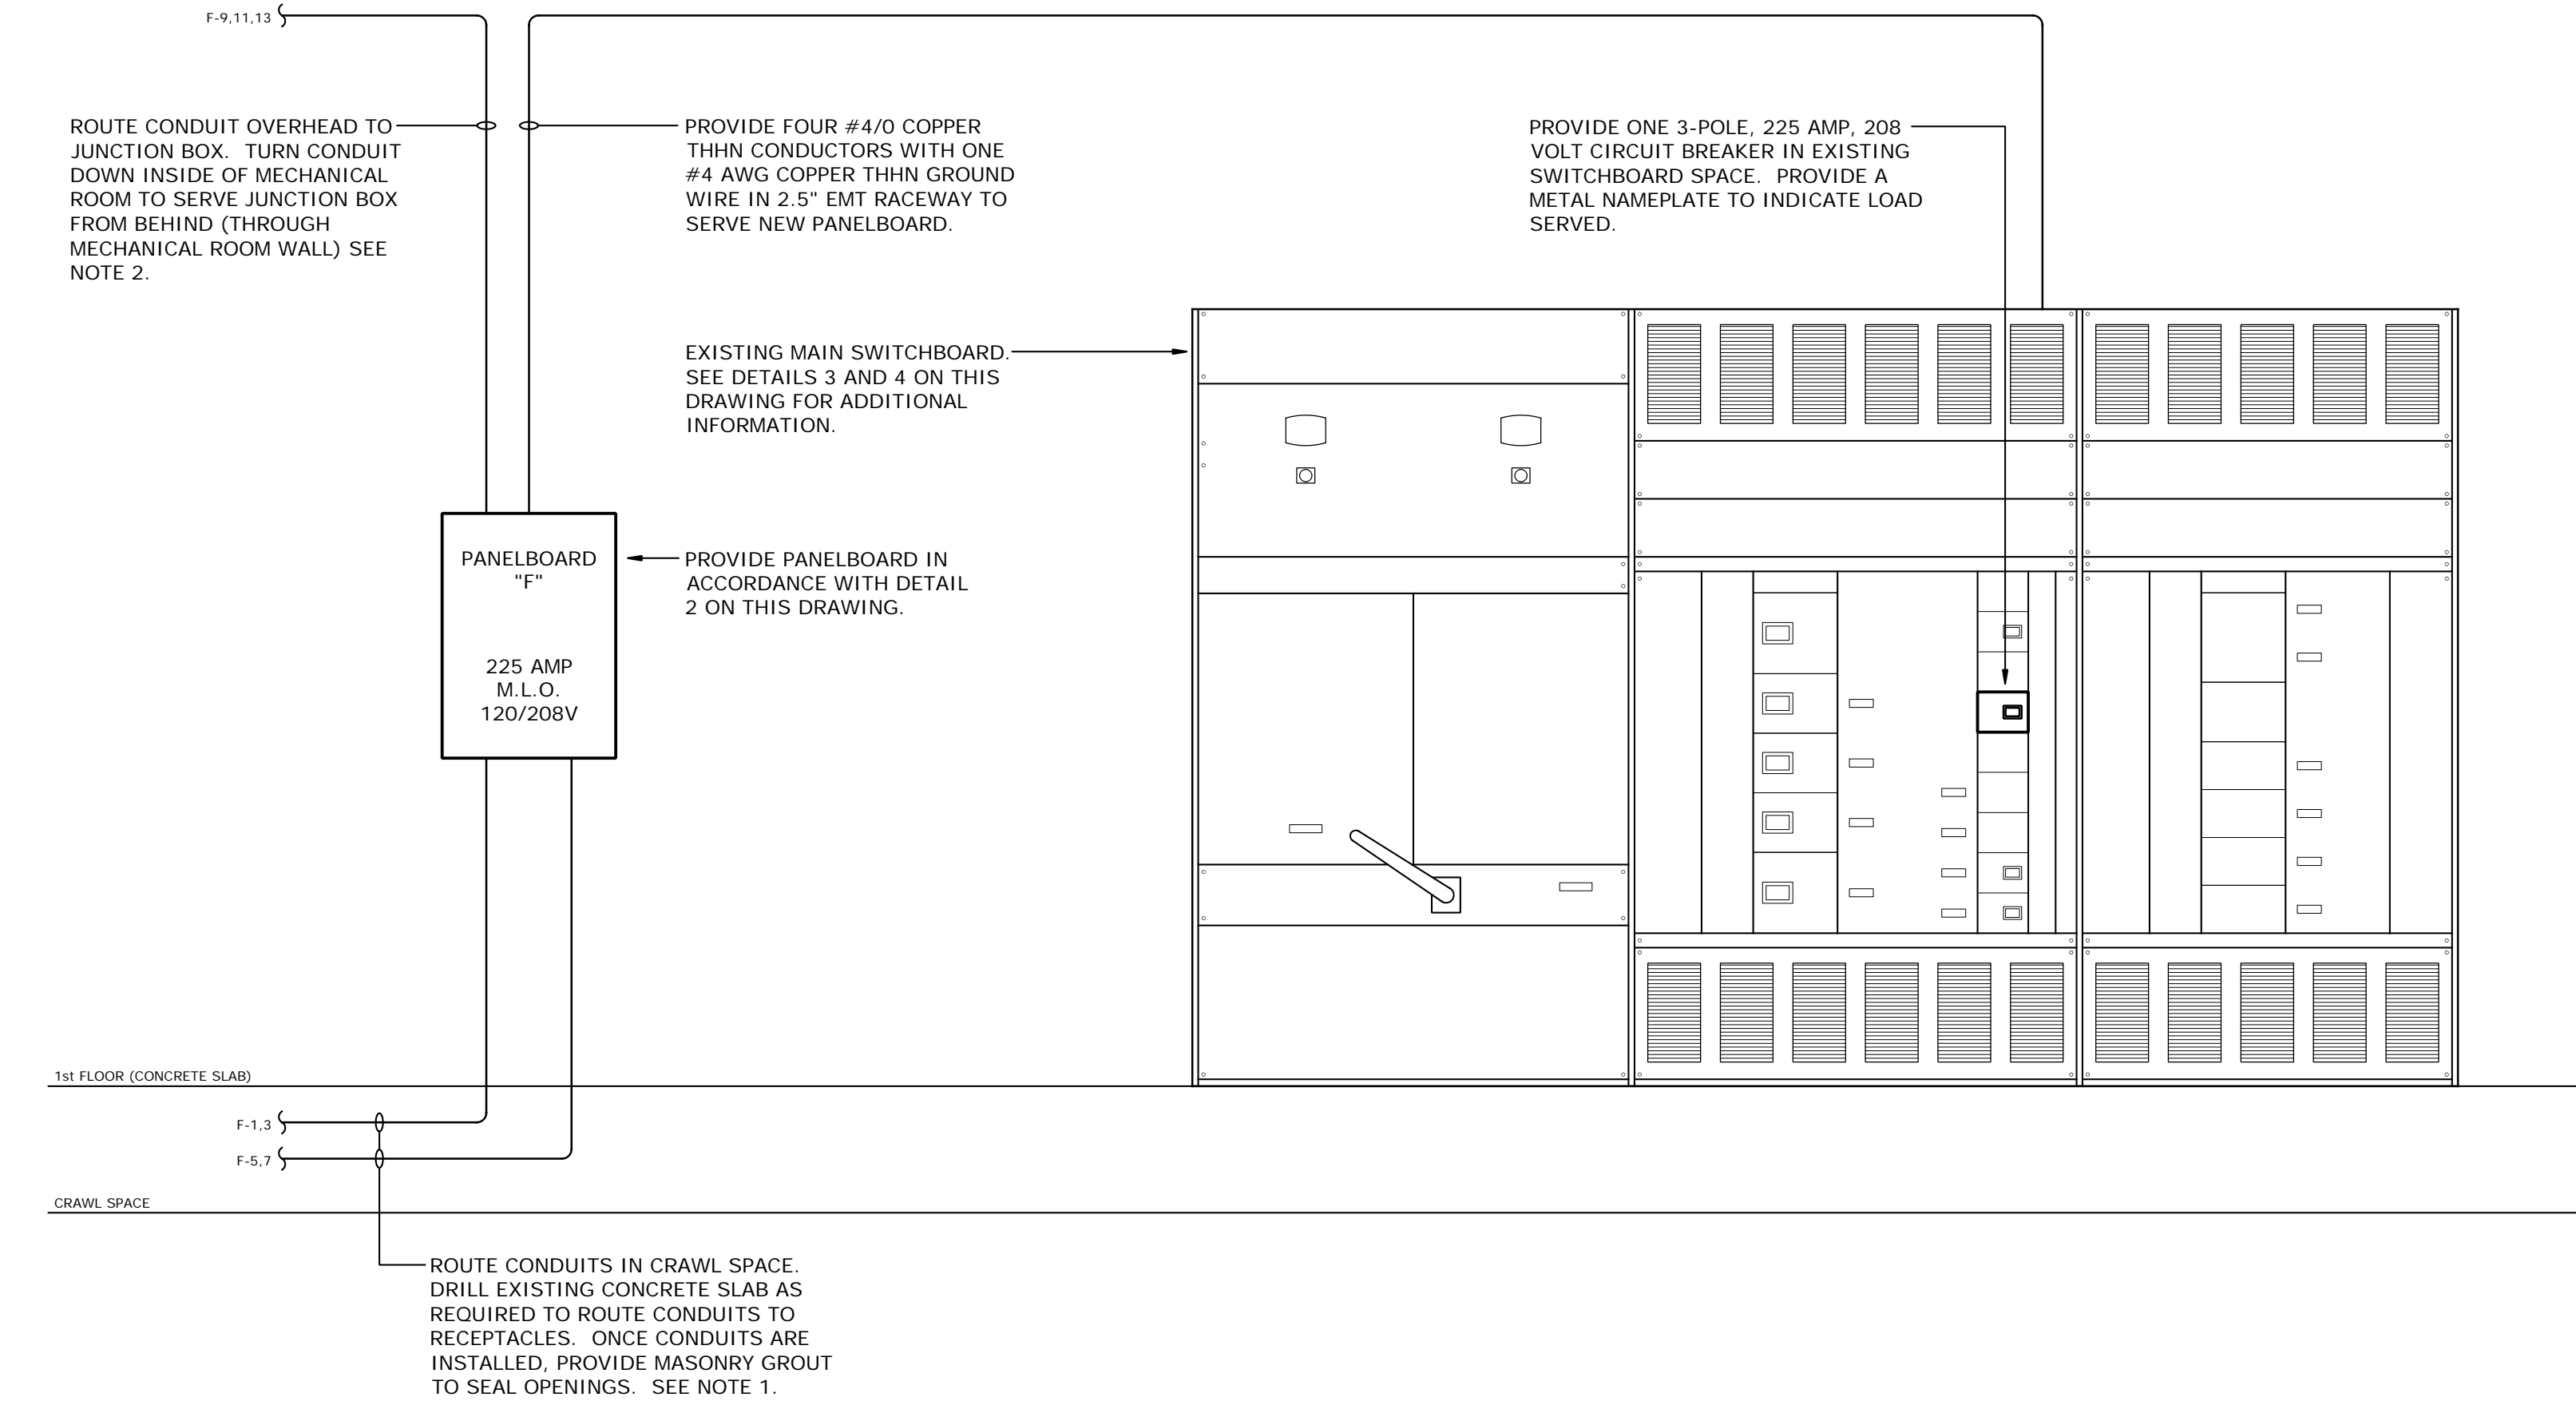 F-9,11,13
ROUTE CONDUIT OVERHEAD TO
JUNCTION BOX. TURN CONDUIT
DOWN INSIDE OF MECHANICAL
ROOM TO SERVE JUNCTION BOX
FROM BEHIND (THROUGH
MECHANICAL ROOM WALL) SEE
NOTE 2.
PROVIDE FOUR #4/0 COPPER
THHN CONDUCTORS WITH ONE
#4 AWG COPPER THHN GROUND
WIRE IN 2.5" EMT RACEWAY TO
SERVE NEW PANELBOARD.
PROVIDE ONE 3-POLE, 225 AMP, 208
VOLT CIRCUIT BREAKER IN EXISTING
SWITCHBOARD SPACE. PROVIDE A
METAL NAMEPLATE TO INDICATE LOAD
SERVED.
EXISTING MAIN SWITCHBOARD.
SEE DETAILS 3 AND 4 ON THIS
DRAWING FOR ADDITIONAL
INFORMATION.
PANELBOARD
"F"
225 AMP
M.L.O.
120/208V
PROVIDE PANELBOARD IN
ACCORDANCE WITH DETAIL
2 ON THIS DRAWING.
1st FLOOR (CONCRETE SLAB)
F-1,3
F-5,7
CRAWL SPACE
ROUTE CONDUITS IN CRAWL SPACE.
DRILL EXISTING CONCRETE SLAB AS
REQUIRED TO ROUTE CONDUITS TO
RECEPTACLES. ONCE CONDUITS ARE
INSTALLED, PROVIDE MASONRY GROUT
TO SEAL OPENINGS. SEE NOTE 1.